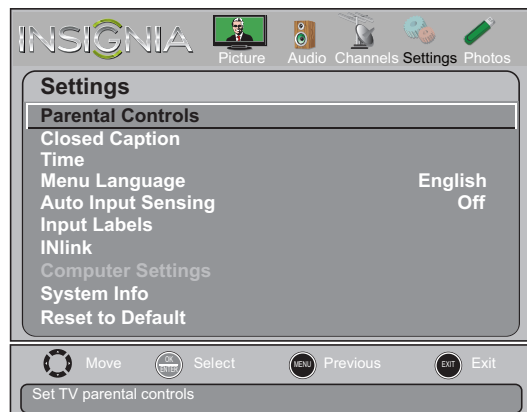 INSIGNIA
Picture Audio Channels Settings Photos
Settings
Parental Controls
Closed Caption
Time
Menu Language English
Auto Input Sensing Off
Input Labels
INlink
Computer Settings
System Info
Reset to Default
Move OK ENTER Select MENU Previous EXIT Exit
Set TV parental controls